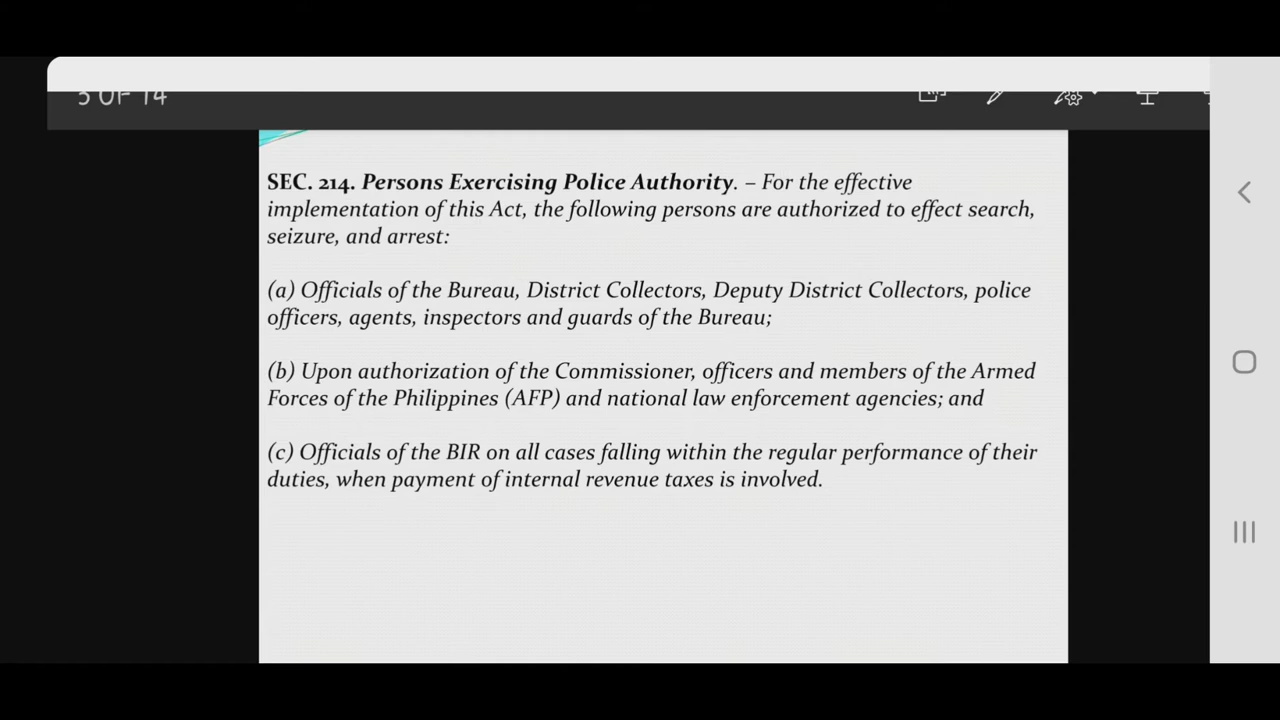 5 OF 14
SEC. 214. Persons Exercising Police Authority. – For the effective
implementation of this Act, the following persons are authorized to effect search,
seizure, and arrest:
(a) Officials of the Bureau, District Collectors, Deputy District Collectors, police
officers, agents, inspectors and guards of the Bureau;
(b) Upon authorization of the Commissioner, officers and members of the Armed
Forces of the Philippines (AFP) and national law enforcement agencies; and
(c) Officials of the BIR on all cases falling within the regular performance of their
duties, when payment of internal revenue taxes is involved.